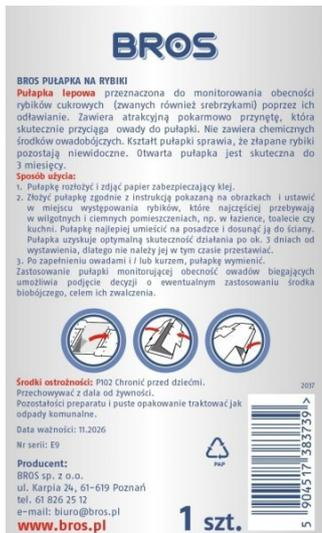 BROS
BROS PUŁAPKA NA RYBIKI
Pułapka lepowa przeznaczona do monitorowania obecności
rybików cukrowych (zwanych również srebrzykami) poprzez ich
odławianie. Zawiera atrakcyjną pokarmowo przynętę, która
skutecznie przyciąga owady do pułapki. Nie zawiera chemicznych
środków owadobójczych. Kształt pułapki sprawia, że złapane rybiki
pozostają niewidoczne. Otwarta pułapka jest skuteczna do
3 miesięcy.
Sposób użycia:
1. Pułapkę rozłożyć i zdjąć papier zabezpieczający klej.
2. Złożyć pułapkę zgodnie z instrukcją pokazaną na obrazkach i ustawić
w miejscu występowania rybików, które najczęściej przebywają
w wilgotnych i ciemnych pomieszczeniach, np. w łazience, toalecie czy
kuchni. Pułapkę najlepiej umieścić na posadzce i dosunąć ją do ściany.
Pułapka uzyskuje optymalną skuteczność działania po ok. 3 dniach od
wystawienia, dlatego nie należy jej w tym czasie przestawiać.
3. Po zapełnieniu owadami i / lub kurzem, pułapkę wymienić.
Zastosowanie pułapki monitorującej obecność owadów biegających
umożliwia podjęcie decyzji o ewentualnym zastosowaniu środka
biobójczego, celem ich zwalczenia.
Środki ostrożności: P102 Chronić przed dziećmi.
Przechowywać z dala od żywności.
Pozostałości preparatu i puste opakowanie traktować jak
odpady komunalne.
2037
Data ważności: 11.2026
Nr serii: E9
PAP
Producent:
BROS sp. z o.o.
ul. Karpia 24, 61-619 Poznań
tel. 61 826 25 12
e-mail: biuro@bros.pl
www.bros.pl
1 szt.
5 904517 383739 >